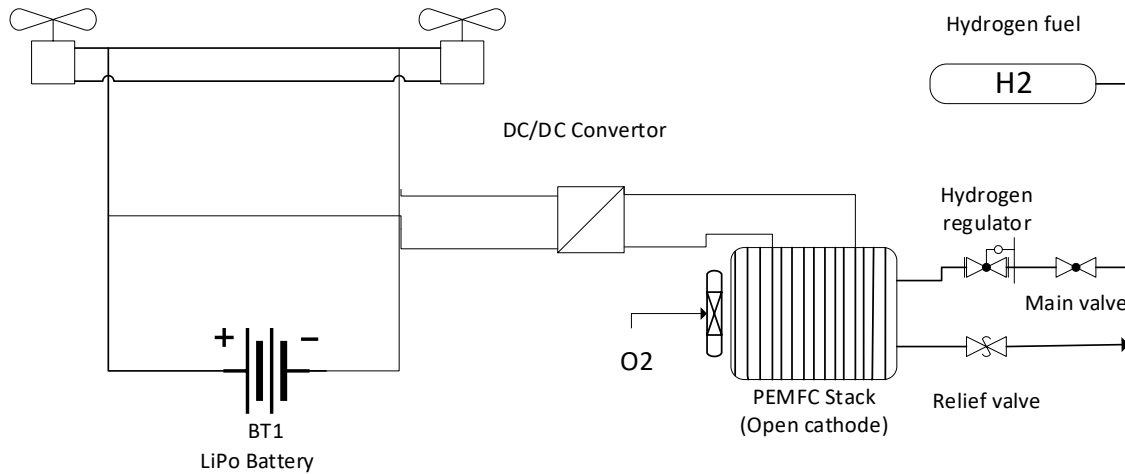 Hydrogen fuel
H2
DC/DC Convertor
Hydrogen
regulator
Main valve
O2
PEMFC Stack
(Open cathode)
Relief valve
+ −
BT1
LiPo Battery